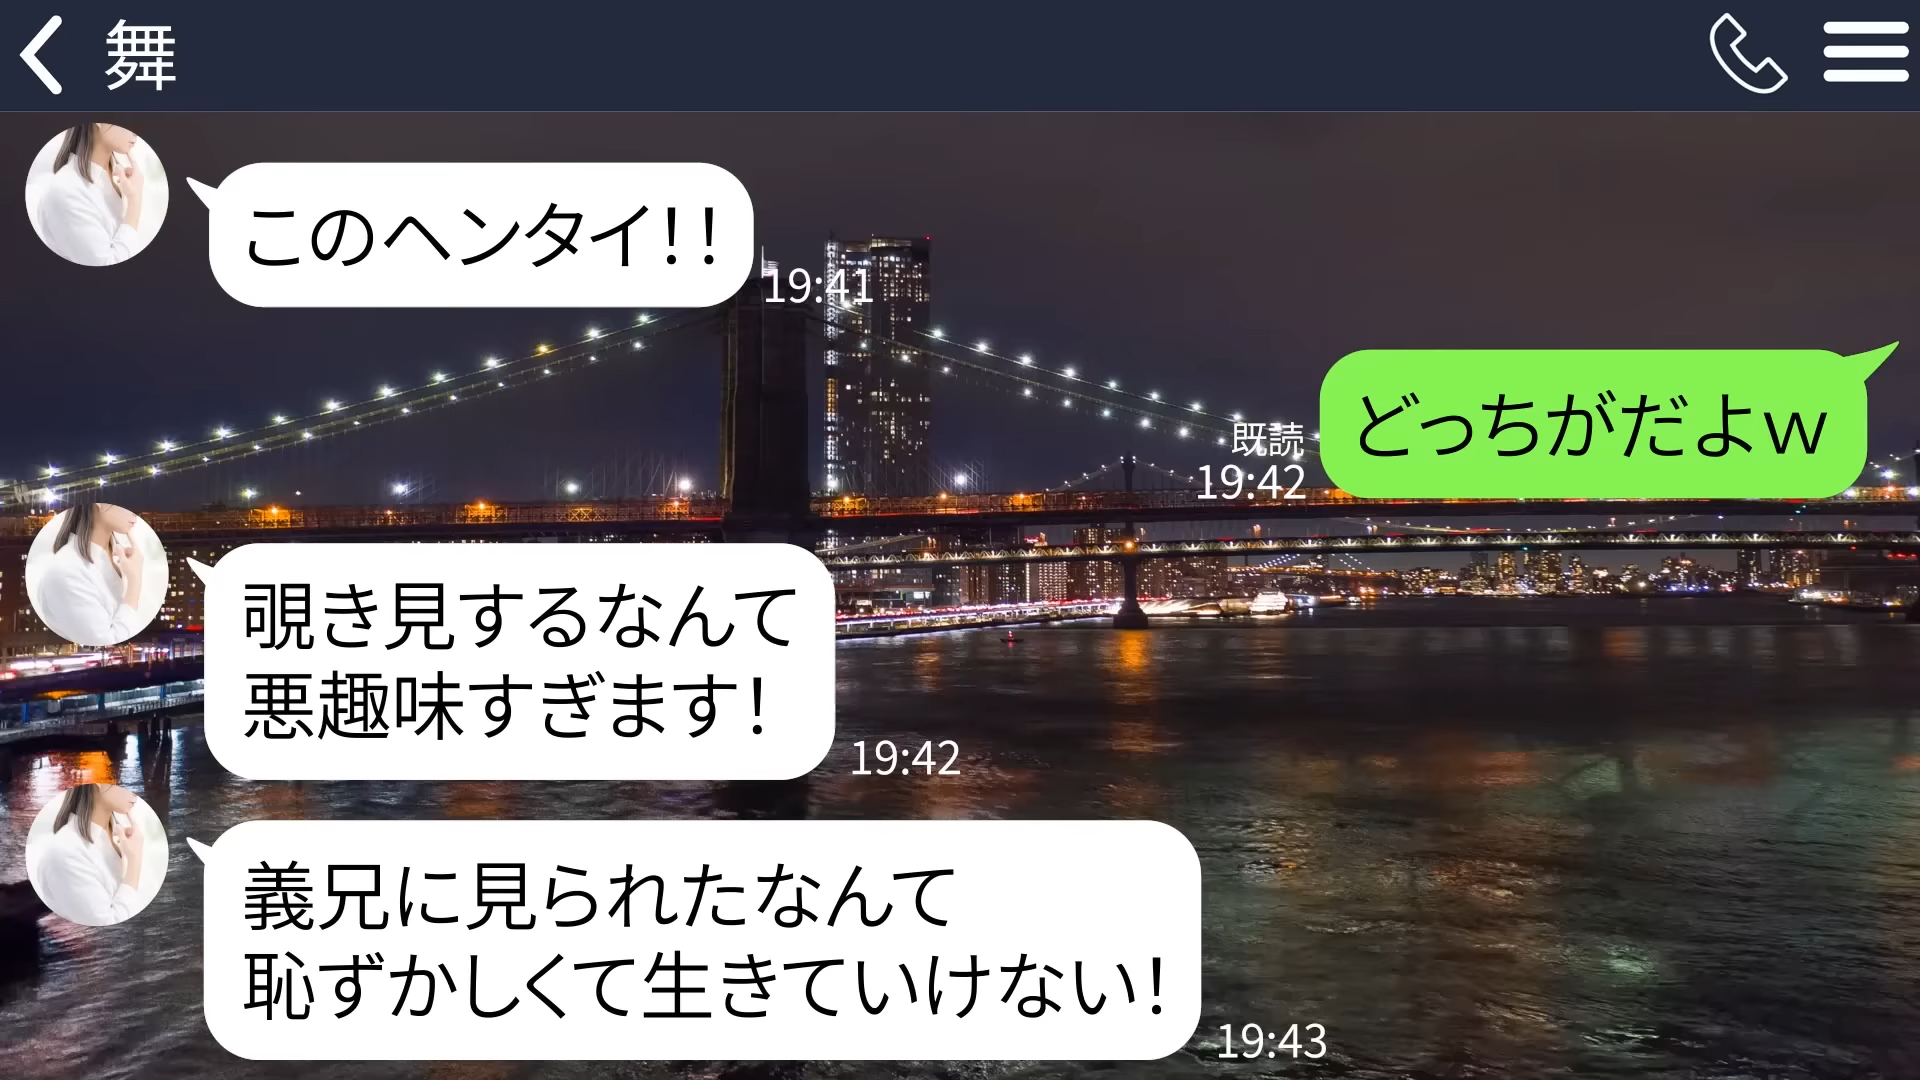 舞
このヘンタイ！！
19:41
どっちがだよｗ
既読
19:42
覗き見するなんて
悪趣味すぎます！
19:42
義兄に見られたなんて
恥ずかしくて生きていけない！
19:43